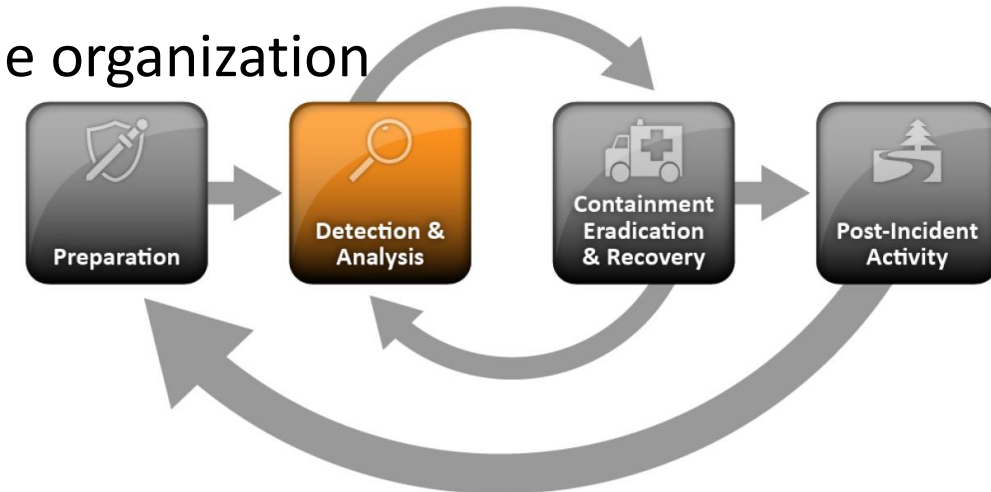 e organization
Preparation
Detection &
Analysis
Containment
Eradication
& Recovery
Post-Incident
Activity